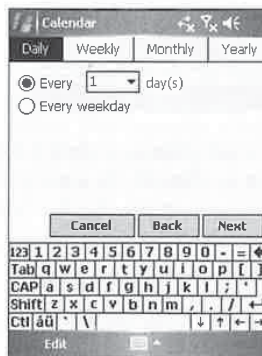 Calendar
Daily Weekly Monthly Yearly
Every 1 day(s)
Every weekday
Cancel Back Next
123 1 2 3 4 5 6 7 8 9 0 - =
Tab q w e r t y u i o p [ ]
CAP a s d f g h j k l ; '
Shift z x c v b n m , . /
Ctl áü ` \
Edit